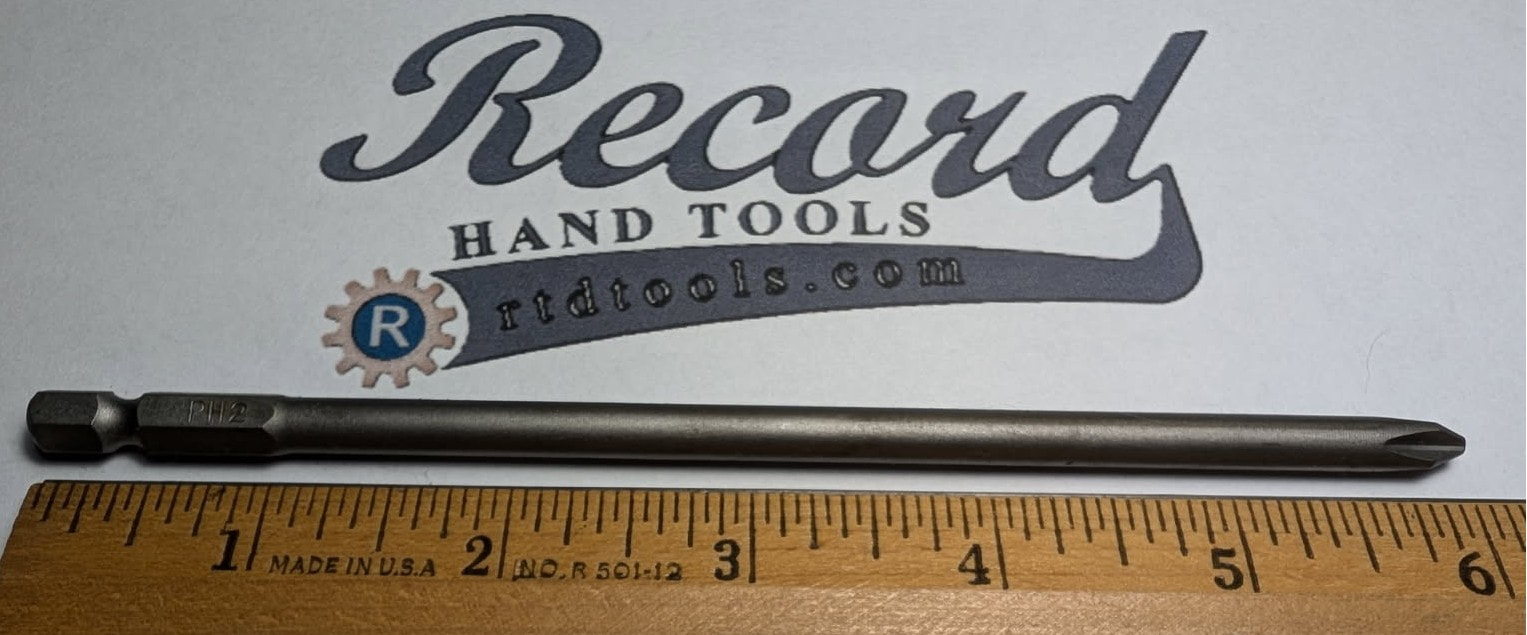 Record
HAND TOOLS
rtdtools.com
R
PH2
1 2 3 4 5 6
MADE IN U.S.A NO. R 501-12